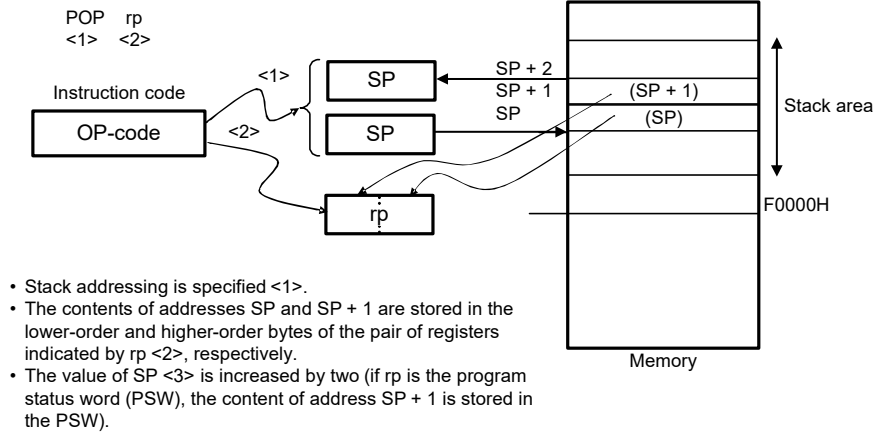 POP rp
<1> <2>
Instruction code
OP-code
<1>
<2>
SP
SP
rp
SP + 2
SP + 1
SP
(SP + 1)
(SP)
Stack area
F0000H
Memory
• Stack addressing is specified <1>.
• The contents of addresses SP and SP + 1 are stored in the
lower-order and higher-order bytes of the pair of registers
indicated by rp <2>, respectively.
• The value of SP <3> is increased by two (if rp is the program
status word (PSW), the content of address SP + 1 is stored in
the PSW).